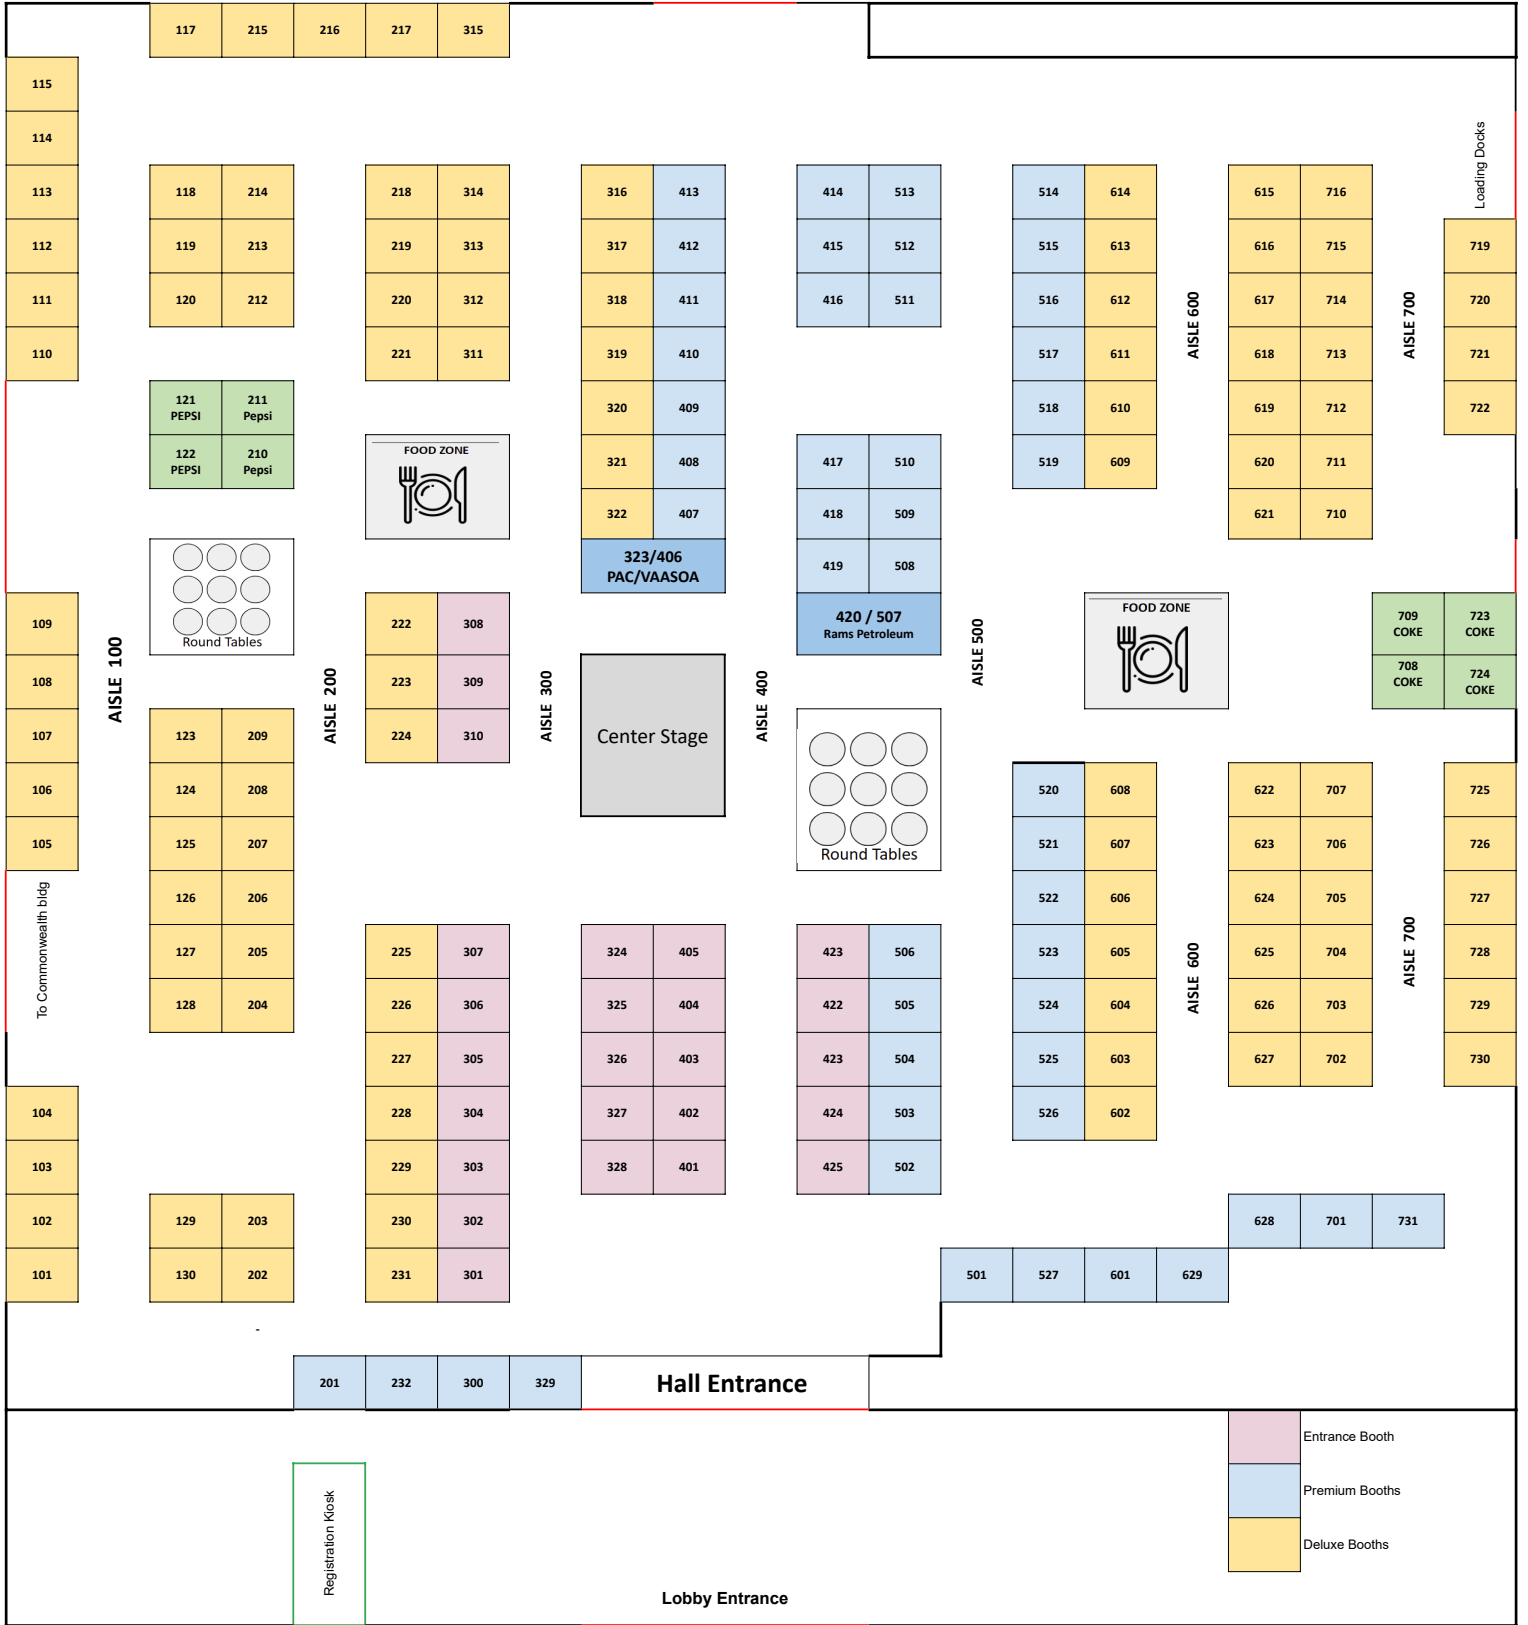 117 215 216 217 315
115
114
Loading Docks
113 118 214 218 314 316 413 414 513 514 614 615 716
112 119 213 219 313 317 412 415 512 515 613 616 715 719
111 120 212 220 312 318 411 416 511 516 612 617 714 720
AISLE 600
AISLE 700
110 221 311 319 410 517 611 618 713 721
121 211 320 409 518 610 619 712 722
PEPSI Pepsi
FOOD ZONE
122 210 321 408 417 510 519 609 620 711
PEPSI Pepsi
322 407 418 509 621 710
323/406
PAC/VAASOA
419 508
FOOD ZONE
109 222 308 420 / 507 709 723
Rams Petroleum COKE COKE
Round Tables
AISLE 100
AISLE 200
AISLE 300
AISLE 400
AISLE 500
108 223 309 708 724
COKE COKE
107 123 209 224 310 Center Stage
106 124 208 520 608 622 707 725
105 125 207 521 607 623 706 726
Round Tables
To Commonwealth bldg
126 206 522 606 624 705 727
127 205 225 307 324 405 423 506 523 605 625 704 728
AISLE 600
AISLE 700
128 204 226 306 325 404 422 505 524 604 626 703 729
227 305 326 403 423 504 525 603 627 702 730
104 228 304 327 402 424 503 526 602
103 229 303 328 401 425 502
102 129 203 230 302 628 701 731
101 130 202 231 301 501 527 601 629
-
201 232 300 329 Hall Entrance
Entrance Booth
Premium Booths
Deluxe Booths
Registration Kiosk
Lobby Entrance